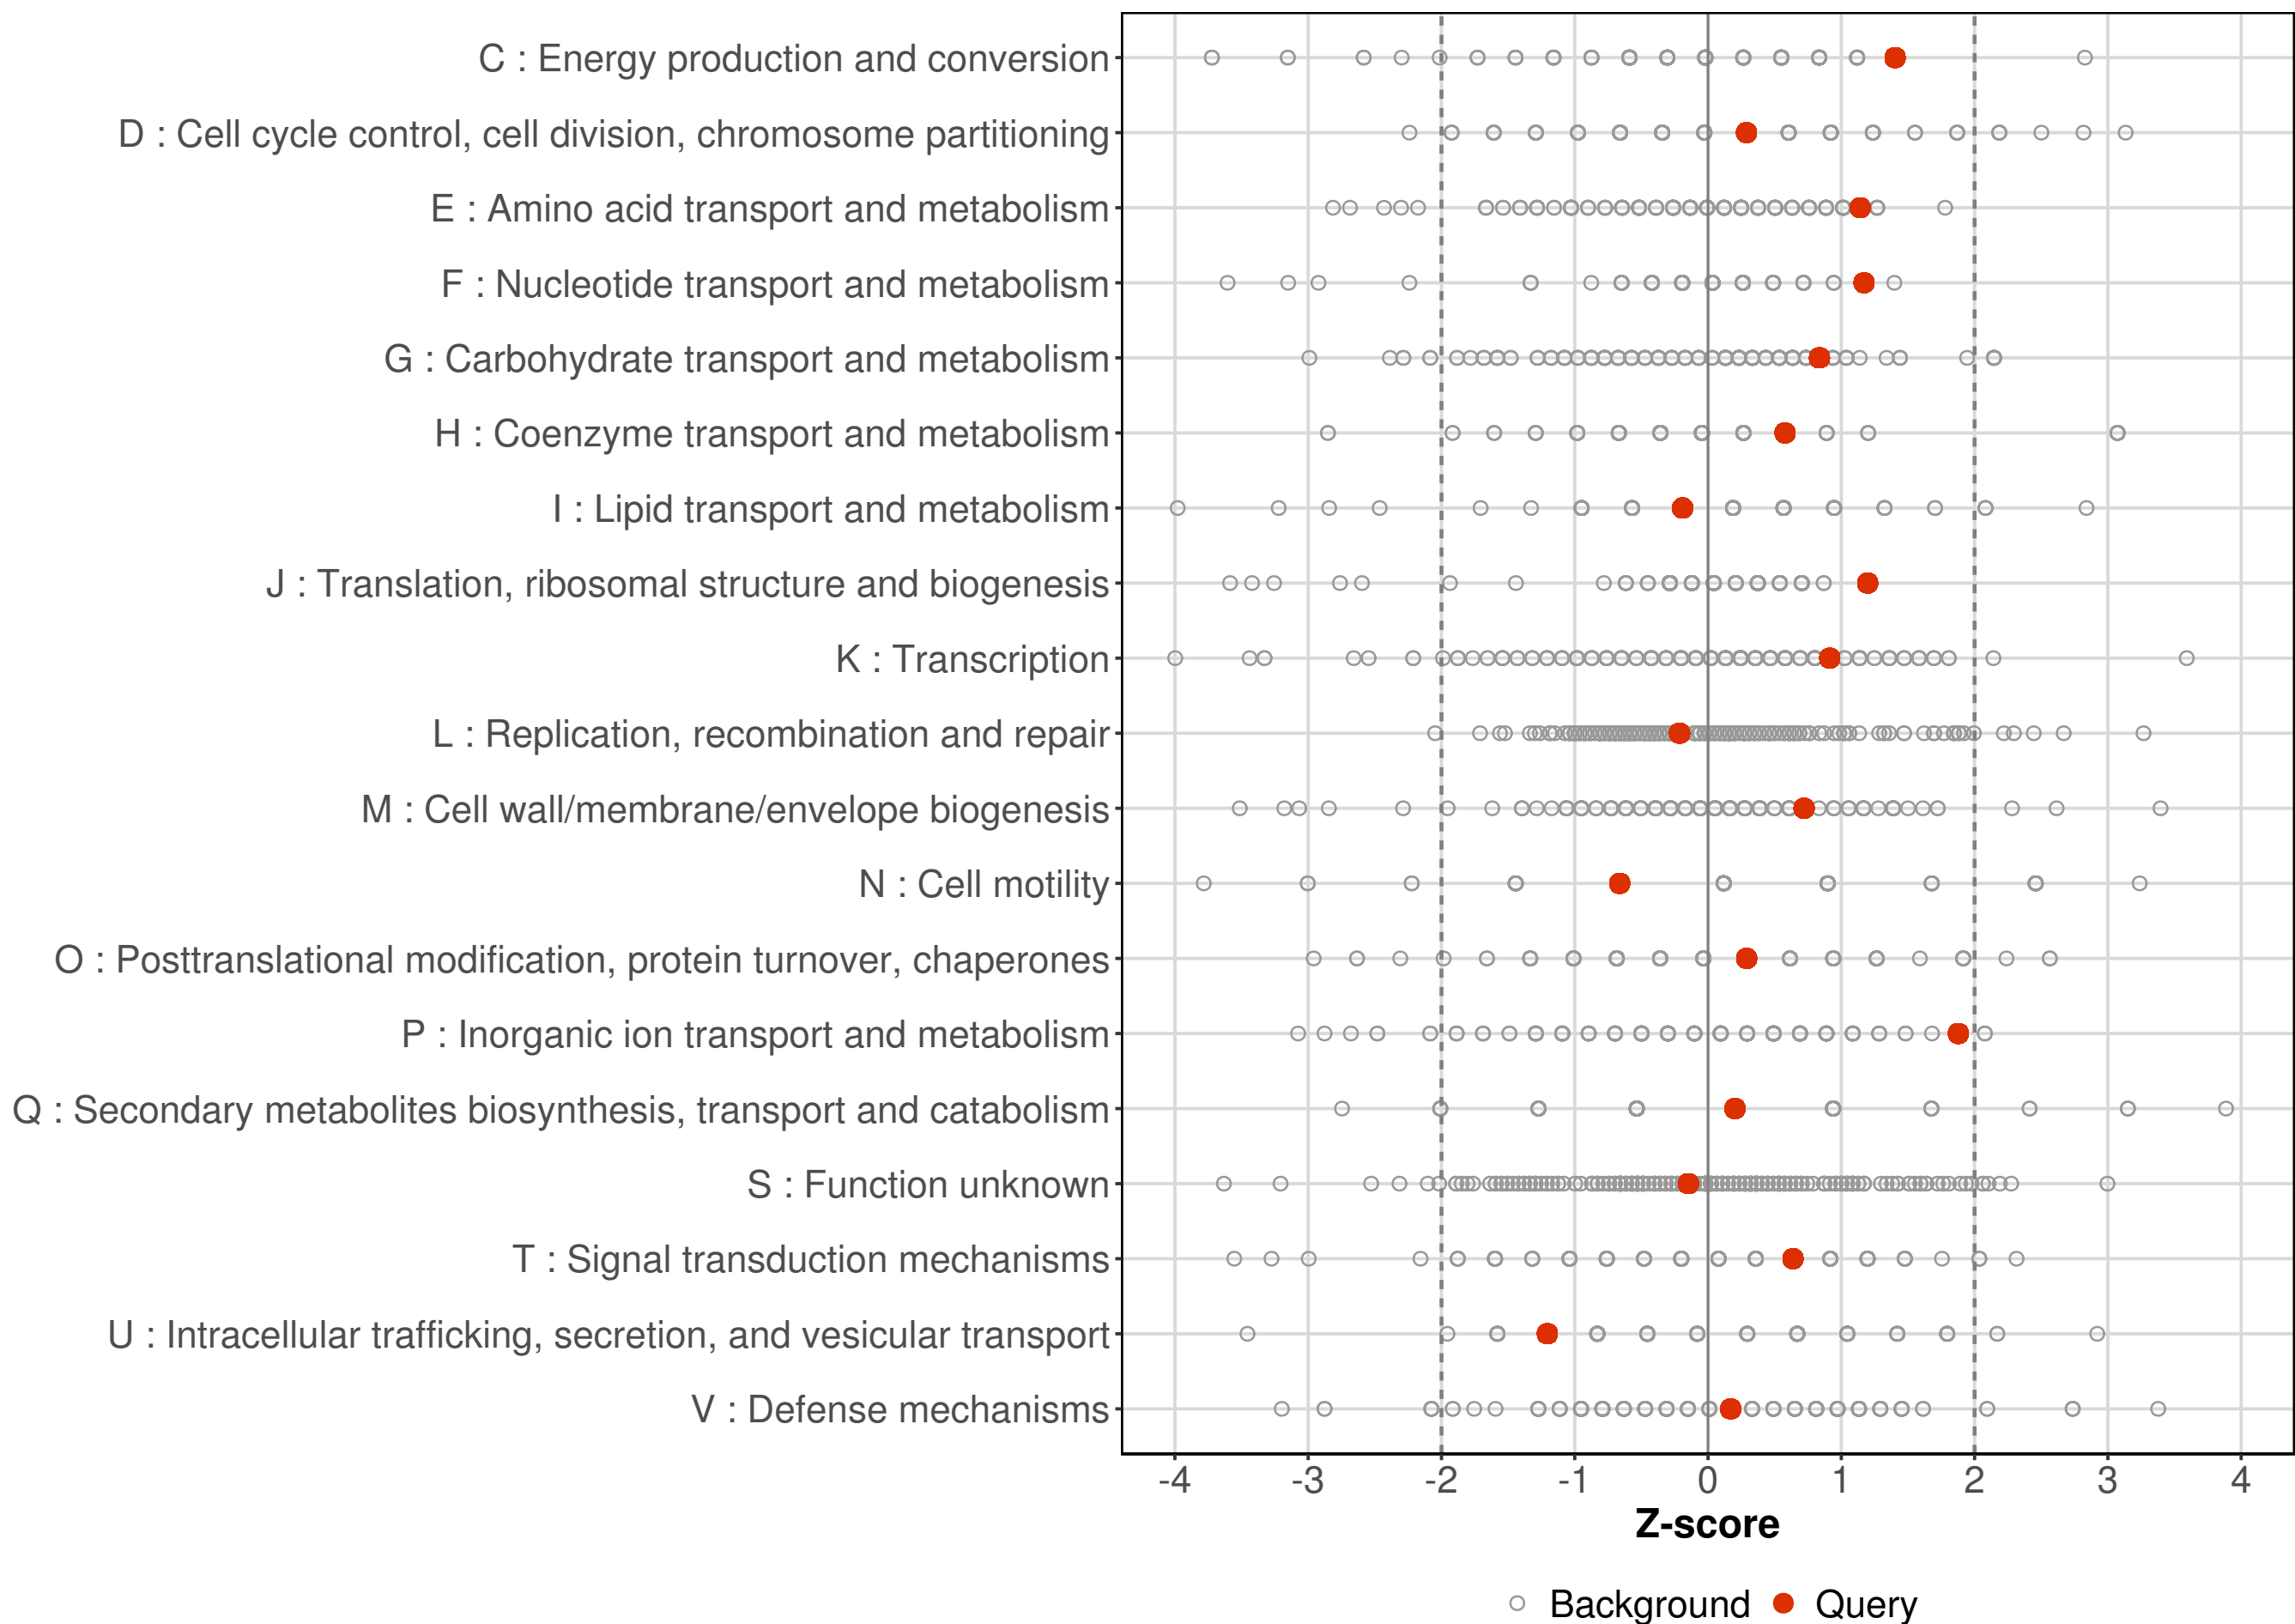 C : Energy production and conversion
D : Cell cycle control, cell division, chromosome partitioning
E : Amino acid transport and metabolism
F : Nucleotide transport and metabolism
G : Carbohydrate transport and metabolism
H : Coenzyme transport and metabolism
I : Lipid transport and metabolism
J : Translation, ribosomal structure and biogenesis
K : Transcription
L : Replication, recombination and repair
M : Cell wall/membrane/envelope biogenesis
N : Cell motility
O : Posttranslational modification, protein turnover, chaperones
P : Inorganic ion transport and metabolism
Q : Secondary metabolites biosynthesis, transport and catabolism
S : Function unknown
T : Signal transduction mechanisms
U : Intracellular trafficking, secretion, and vesicular transport
V : Defense mechanisms
-4 -3 -2 -1 0 1 2 3 4
Z-score
Background Query